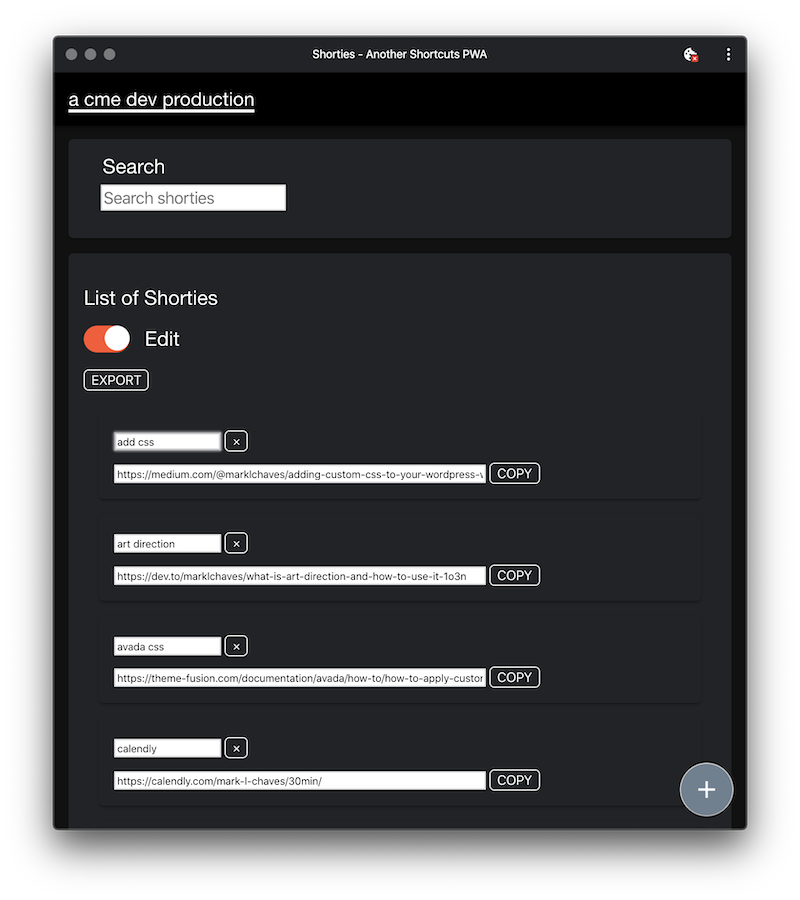 Shorties - Another Shortcuts PWA
a cme dev production
Search
Search shorties
List of Shorties
Edit
EXPORT
add css ×
https://medium.com/@marklchaves/adding-custom-css-to-your-wordpress- COPY
art direction ×
https://dev.to/marklchaves/what-is-art-direction-and-how-to-use-it-1o3n COPY
avada css ×
https://theme-fusion.com/documentation/avada/how-to/how-to-apply-custor COPY
calendly ×
https://calendly.com/mark-l-chaves/30min/ COPY
+